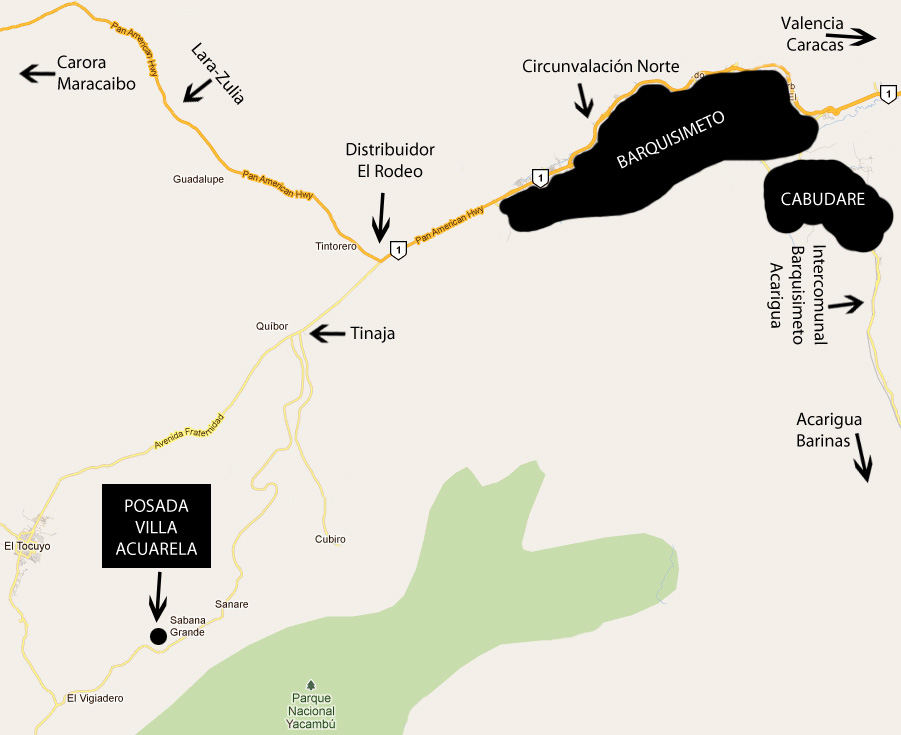 Pan American Hwy
Valencia
Caracas
Carora
Maracaibo
Lara-Zulia
Circunvalación Norte
1
BARQUISIMETO
Distribuidor
El Rodeo
1
Guadalupe
Pan American Hwy
CABUDARE
Pan American Hwy
Tintorero
1
Intercomunal
Barquisimeto
Acarigua
Quíbor
Tinaja
Avenida Fraternidad
Acarigua
Barinas
POSADA
VILLA
ACUARELA
El Tocuyo
Cubiro
Sanare
Sabana
Grande
El Vigiadero
Parque
Nacional
Yacambú